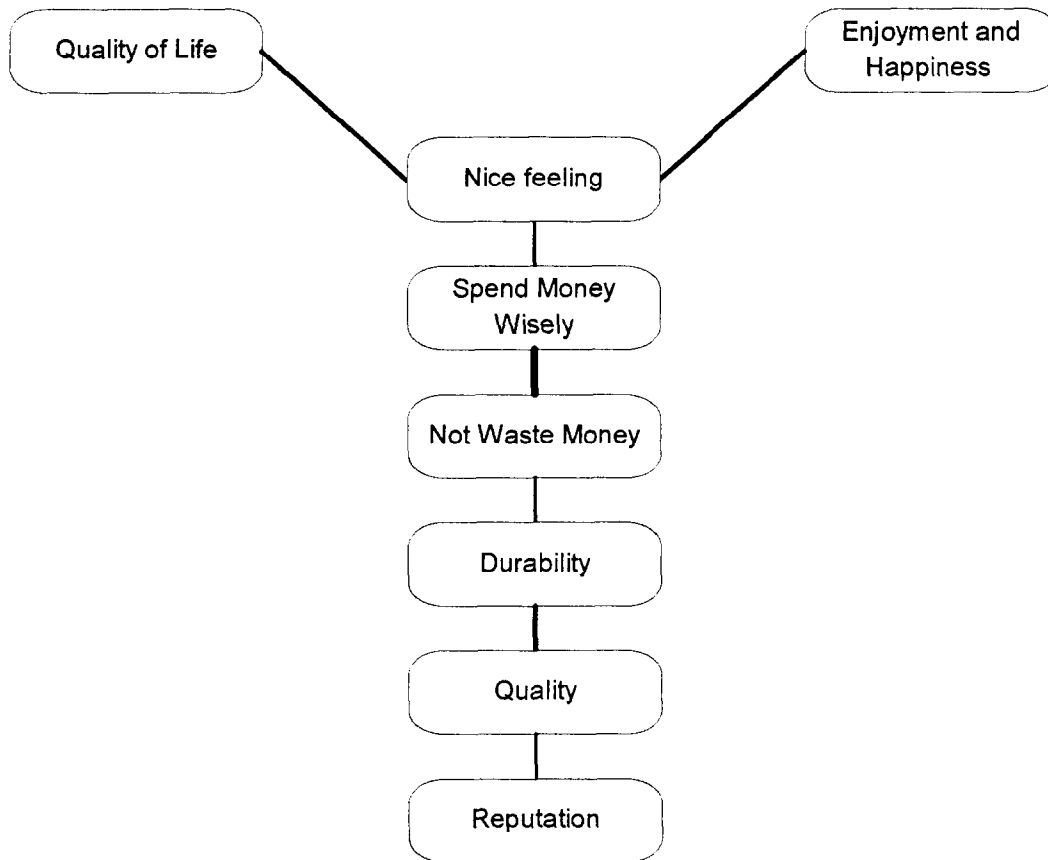 Quality of Life
Enjoyment and
Happiness
Nice feeling
Spend Money
Wisely
Not Waste Money
Durability
Quality
Reputation